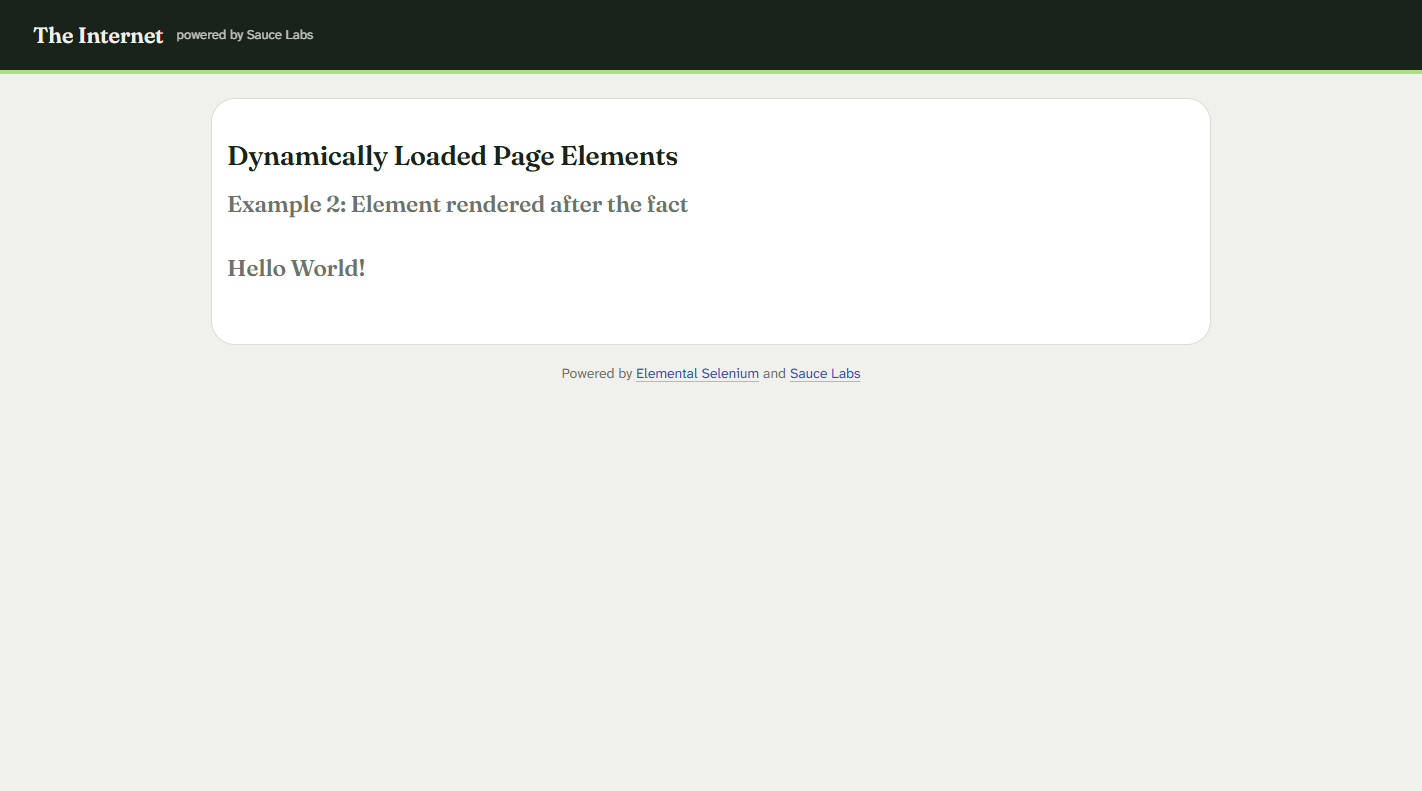 The Internet powered by Sauce Labs
Dynamically Loaded Page Elements
Example 2: Element rendered after the fact
Hello World!
Powered by Elemental Selenium and Sauce Labs